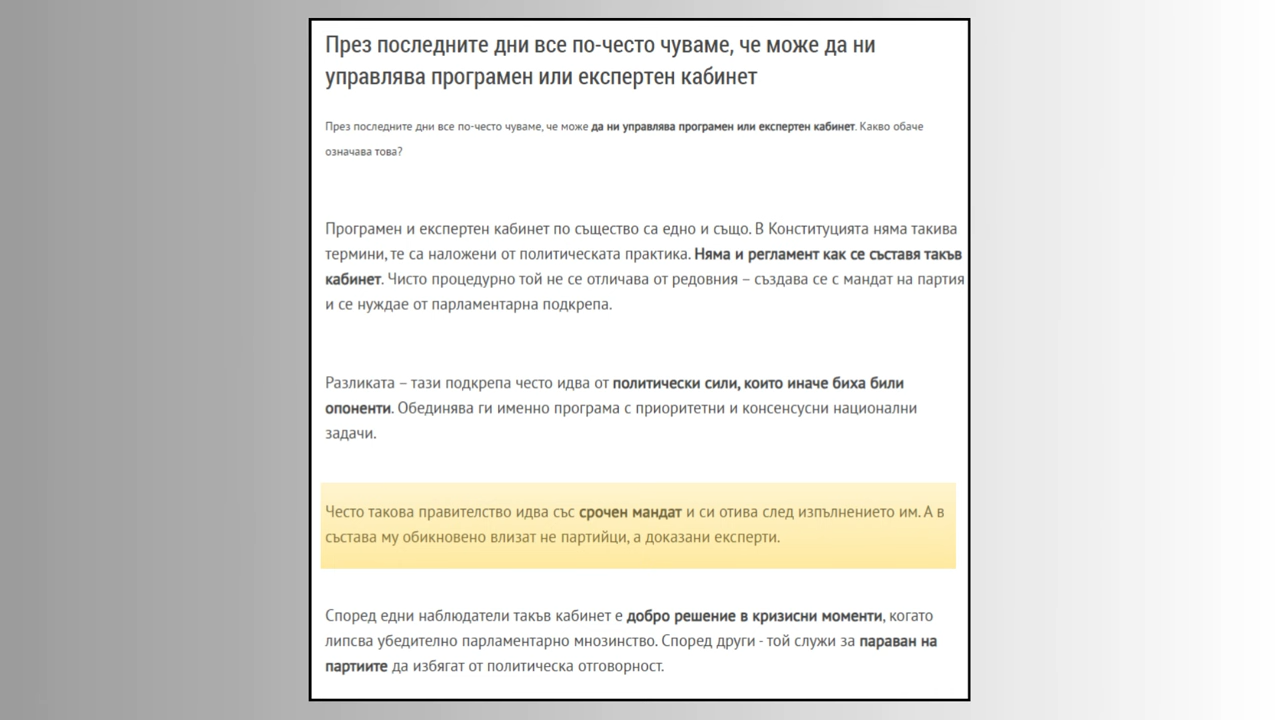 През последните дни все по-често чуваме, че може да ни
управлява програмен или експертен кабинет
През последните дни все по-често чуваме, че може да ни управлява програмен или експертен кабинет. Какво обаче
означава това?
Програмен и експертен кабинет по същество са едно и също. В Конституцията няма такива
термини, те са наложени от политическата практика. Няма и регламент как се съставя такъв
кабинет. Чисто процедурно той не се отличава от редовния – създава се с мандат на партия
и се нуждае от парламентарна подкрепа.
Разликата – тази подкрепа често идва от политически сили, които иначе биха били
опоненти. Обединява ги именно програма с приоритетни и консенсусни национални
задачи.
Често такова правителство идва със срочен мандат и си отива след изпълнението им. А в
състава му обикновено влизат не партийци, а доказани експерти.
Според едни наблюдатели такъв кабинет е добро решение в кризисни моменти, когато
липсва убедително парламентарно мнозинство. Според други - той служи за параван на
партиите да избягат от политическа отговорност.